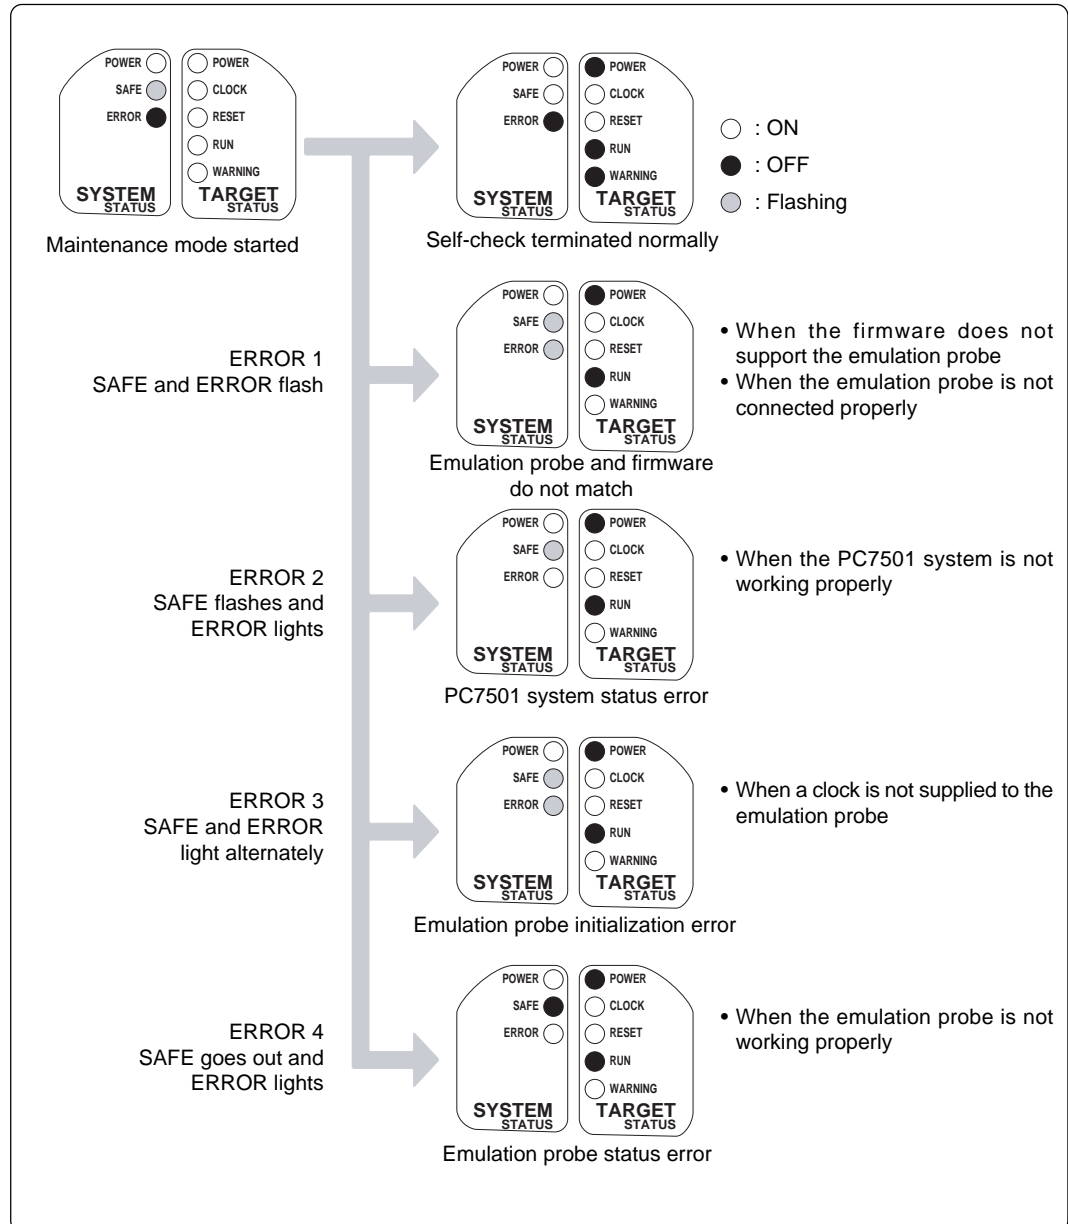 POWER
SAFE
ERROR
SYSTEM
STATUS
POWER
CLOCK
RESET
RUN
WARNING
TARGET
STATUS
Maintenance mode started
POWER
SAFE
ERROR
SYSTEM
STATUS
POWER
CLOCK
RESET
RUN
WARNING
TARGET
STATUS
Self-check terminated normally
: ON
: OFF
: Flashing
ERROR 1
SAFE and ERROR flash
POWER
SAFE
ERROR
SYSTEM
STATUS
POWER
CLOCK
RESET
RUN
WARNING
TARGET
STATUS
Emulation probe and firmware
do not match
• When the firmware does not
support the emulation probe
• When the emulation probe is not
connected properly
ERROR 2
SAFE flashes and
ERROR lights
POWER
SAFE
ERROR
SYSTEM
STATUS
POWER
CLOCK
RESET
RUN
WARNING
TARGET
STATUS
PC7501 system status error
• When the PC7501 system is not
working properly
ERROR 3
SAFE and ERROR
light alternately
POWER
SAFE
ERROR
SYSTEM
STATUS
POWER
CLOCK
RESET
RUN
WARNING
TARGET
STATUS
Emulation probe initialization error
• When a clock is not supplied to the
emulation probe
ERROR 4
SAFE goes out and
ERROR lights
POWER
SAFE
ERROR
SYSTEM
STATUS
POWER
CLOCK
RESET
RUN
WARNING
TARGET
STATUS
Emulation probe status error
• When the emulation probe is not
working properly